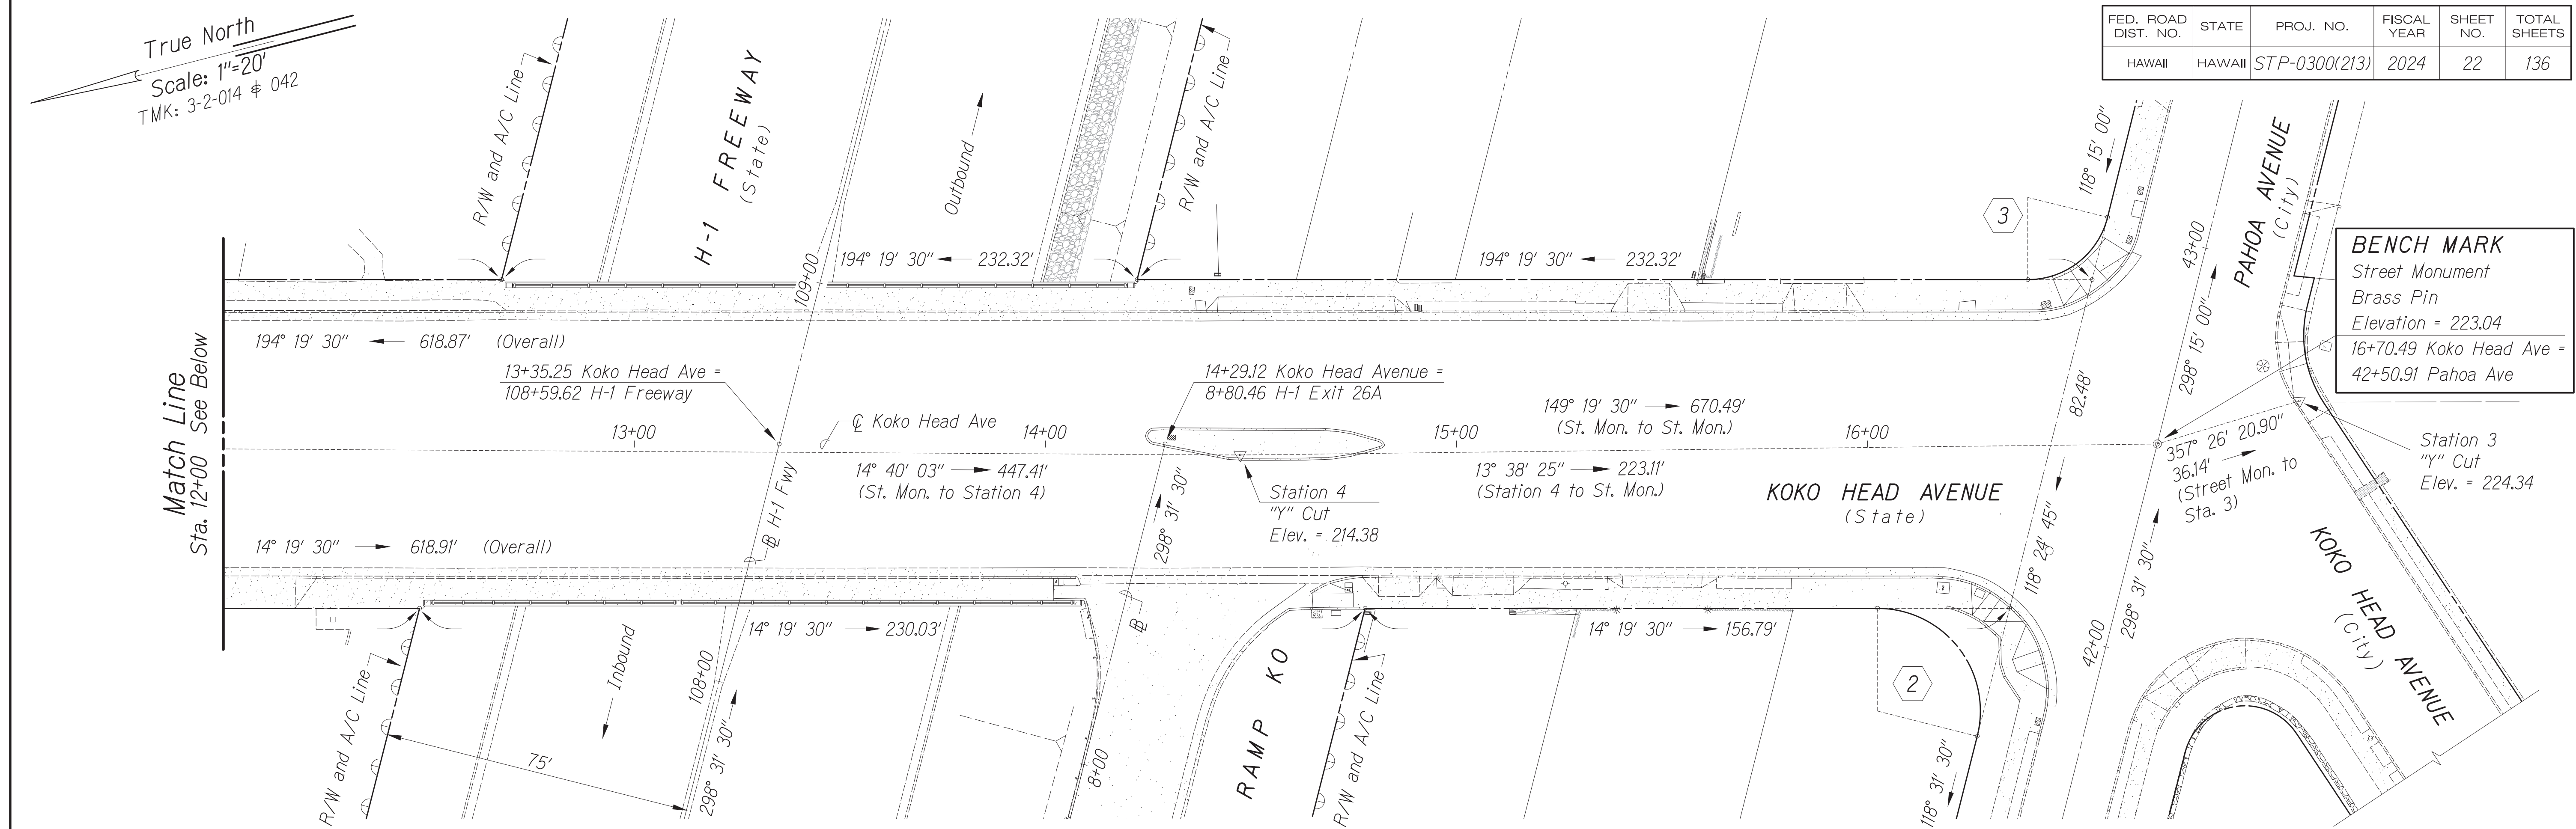 True North
Scale: 1"=20'
TMK: 3-2-014 & 042
FED. ROAD DIST. NO.
STATE
PROJ. NO.
FISCAL YEAR
SHEET NO.
TOTAL SHEETS
HAWAII
HAWAII
STP-0300(213)
2024
22
136
R/W and A/C Line
H-1 FREEWAY
(State)
Outbound
R/W and A/C Line
118° 15' 00"
PAHOA AVENUE
(City)
3
43+00
BENCH MARK
Street Monument
Brass Pin
Elevation = 223.04
16+70.49 Koko Head Ave =
42+50.91 Pahoa Ave
109+00
194° 19' 30" 232.32'
194° 19' 30" 232.32'
298° 15' 00"
82.48'
Match Line
Sta. 12+00 See Below
194° 19' 30" 618.87' (Overall)
13+35.25 Koko Head Ave =
108+59.62 H-1 Freeway
14+29.12 Koko Head Avenue =
8+80.46 H-1 Exit 26A
149° 19' 30" 670.49'
(St. Mon. to St. Mon.)
13+00
℄ Koko Head Ave
14+00
15+00
16+00
14° 40' 03" 447.41'
(St. Mon. to Station 4)
13° 38' 25" 223.11'
(Station 4 to St. Mon.)
Station 4
"Y" Cut
Elev. = 214.38
KOKO HEAD AVENUE
(State)
357° 26' 20.90"
36.14'
(Street Mon. to
Sta. 3)
Station 3
"Y" Cut
Elev. = 224.34
BL H-1 Fwy
298° 31' 30"
118° 24' 45"
298° 31' 30"
KOKO HEAD AVENUE
(City)
14° 19' 30" 618.91' (Overall)
BL
14° 19' 30" 230.03'
14° 19' 30" 156.79'
42+00
R/W and A/C Line
Inbound
108+00
75'
298° 31' 30"
8+00
RAMP KO
R/W and A/C Line
2
118° 31' 30"